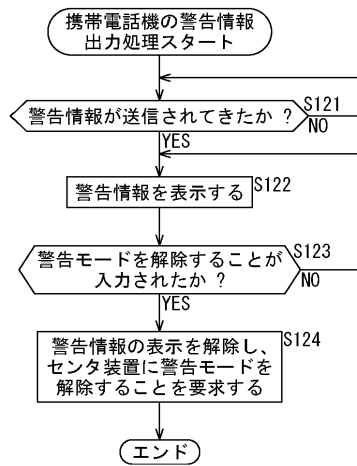 携帯電話機の警告情報
出力処理スタート
警告情報が送信されてきたか ?
S121
NO
YES
警告情報を表示する
S122
警告モードを解除することが
入力されたか ?
S123
NO
YES
警告情報の表示を解除し、
センタ装置に警告モードを
解除することを要求する
S124
エンド